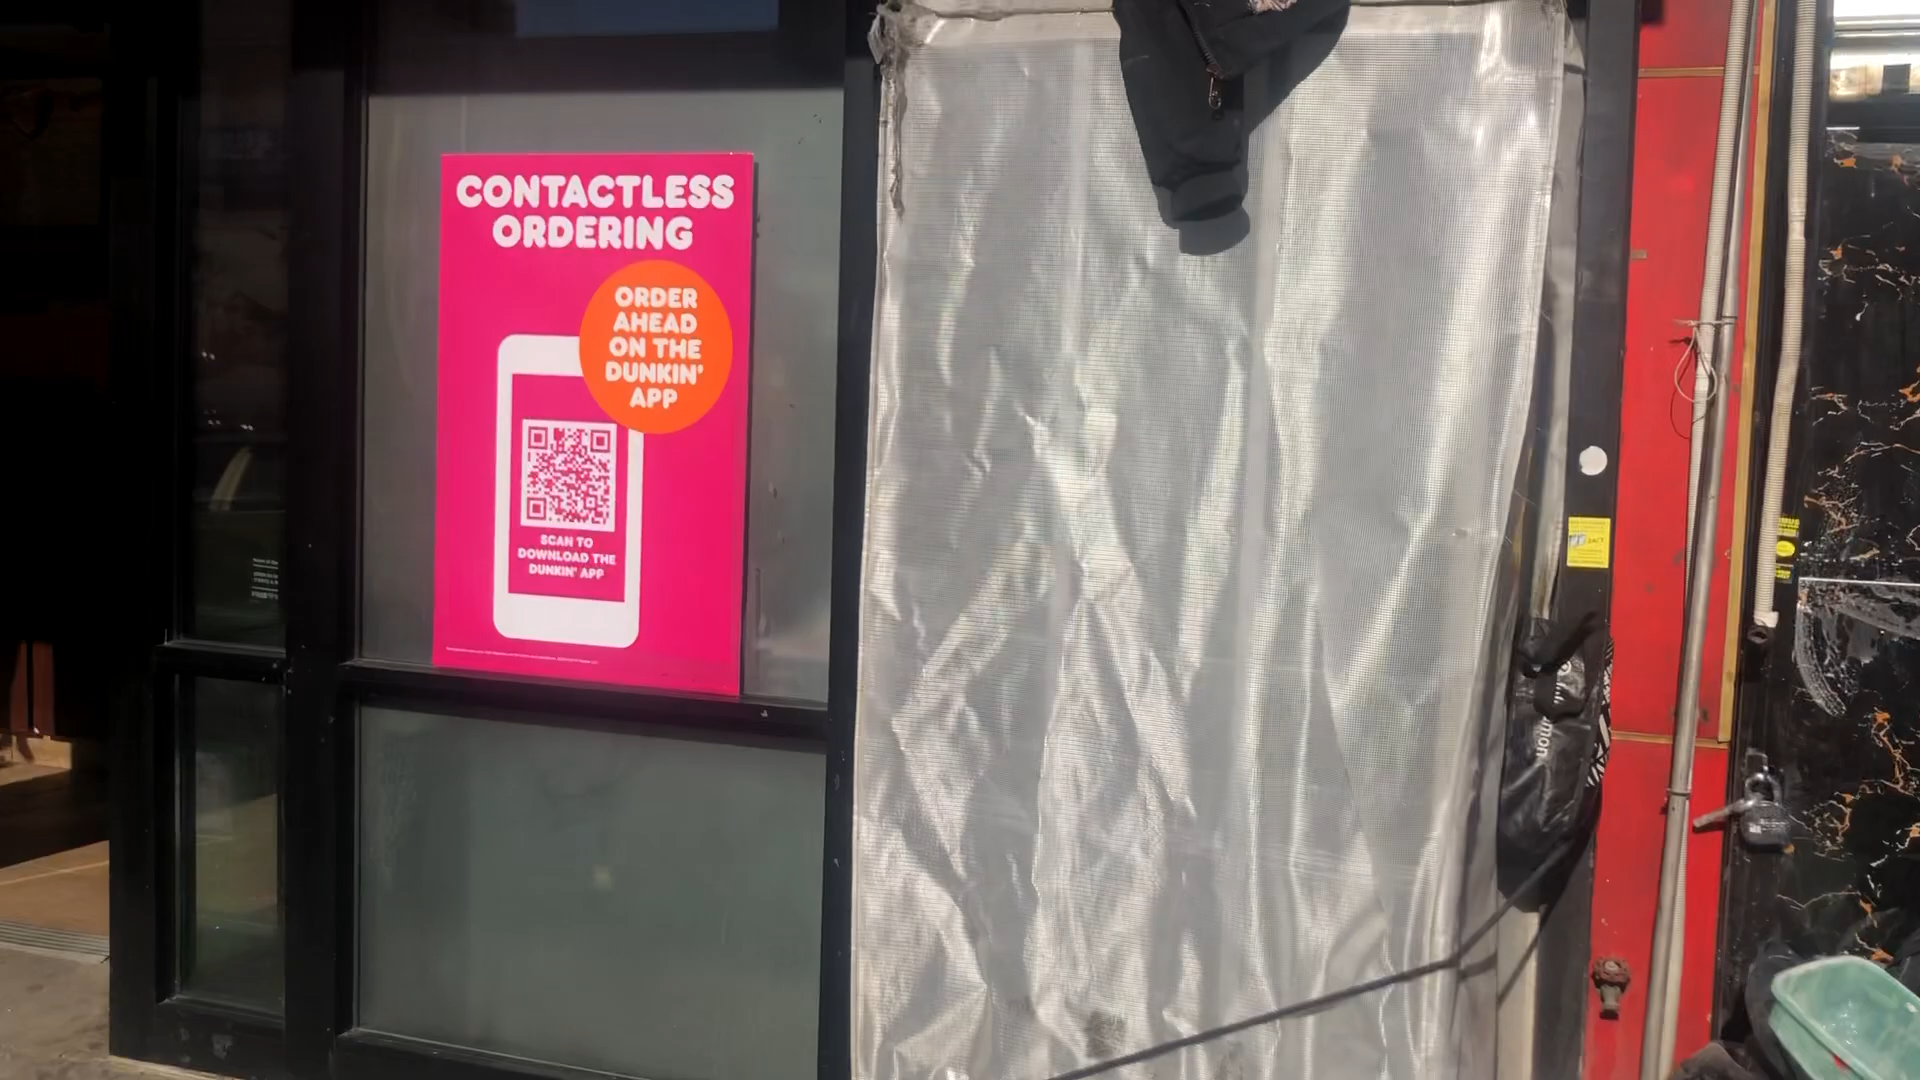 CONTACTLESS
ORDERING
ORDER
AHEAD
ON THE
DUNKIN'
APP
SCAN TO
DOWNLOAD THE
DUNKIN' APP